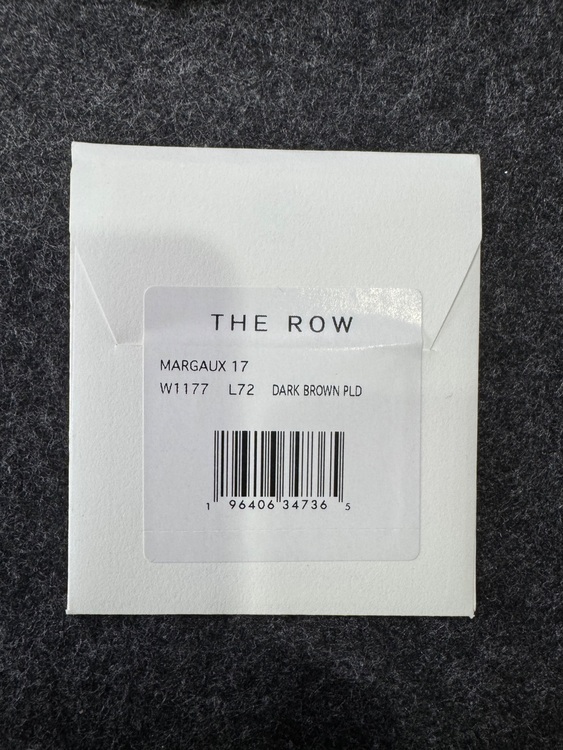 THE ROW
MARGAUX 17
W1177 L72 DARK BROWN PLD
1 96406 34736 5